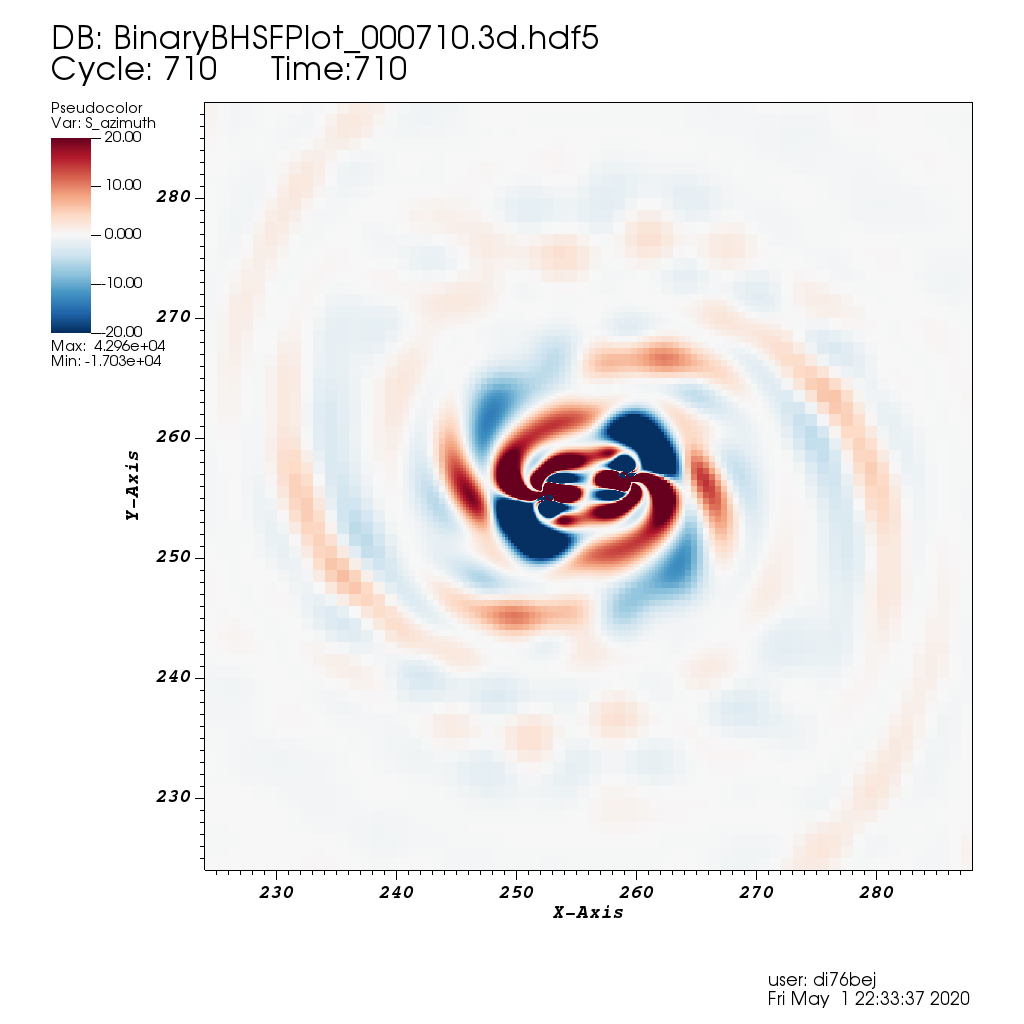 DB: BinaryBHSFPlot_000710.3d.hdf5
Cycle: 710 Time:710
Pseudocolor
Var: S_azimuth
20.00
10.00
0.000
-10.00
-20.00
Max: 4.296e+04
Min: -1.703e+04
280
270
260
250
240
230
Y-Axis
230 240 250 260 270 280
X-Axis
user: di76bej
Fri May 1 22:33:37 2020